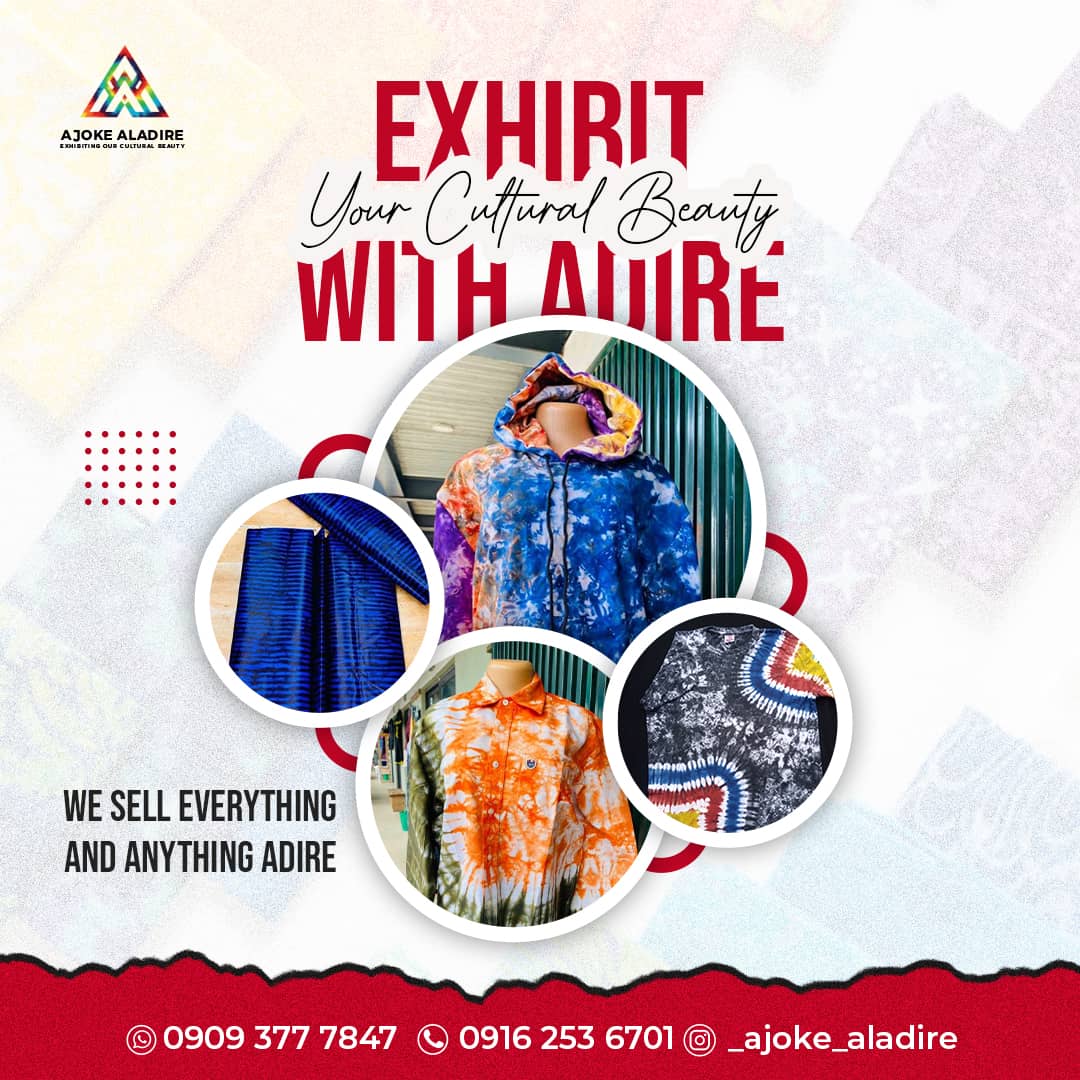 AJOKE ALADIRE
EXHIBITING OUR CULTURAL BEAUTY
EXHIBIT
Your Cultural Beauty
WITH ADIRE
WE SELL EVERYTHING
AND ANYTHING ADIRE
0909 377 7847 0916 253 6701 _ajoke_aladire